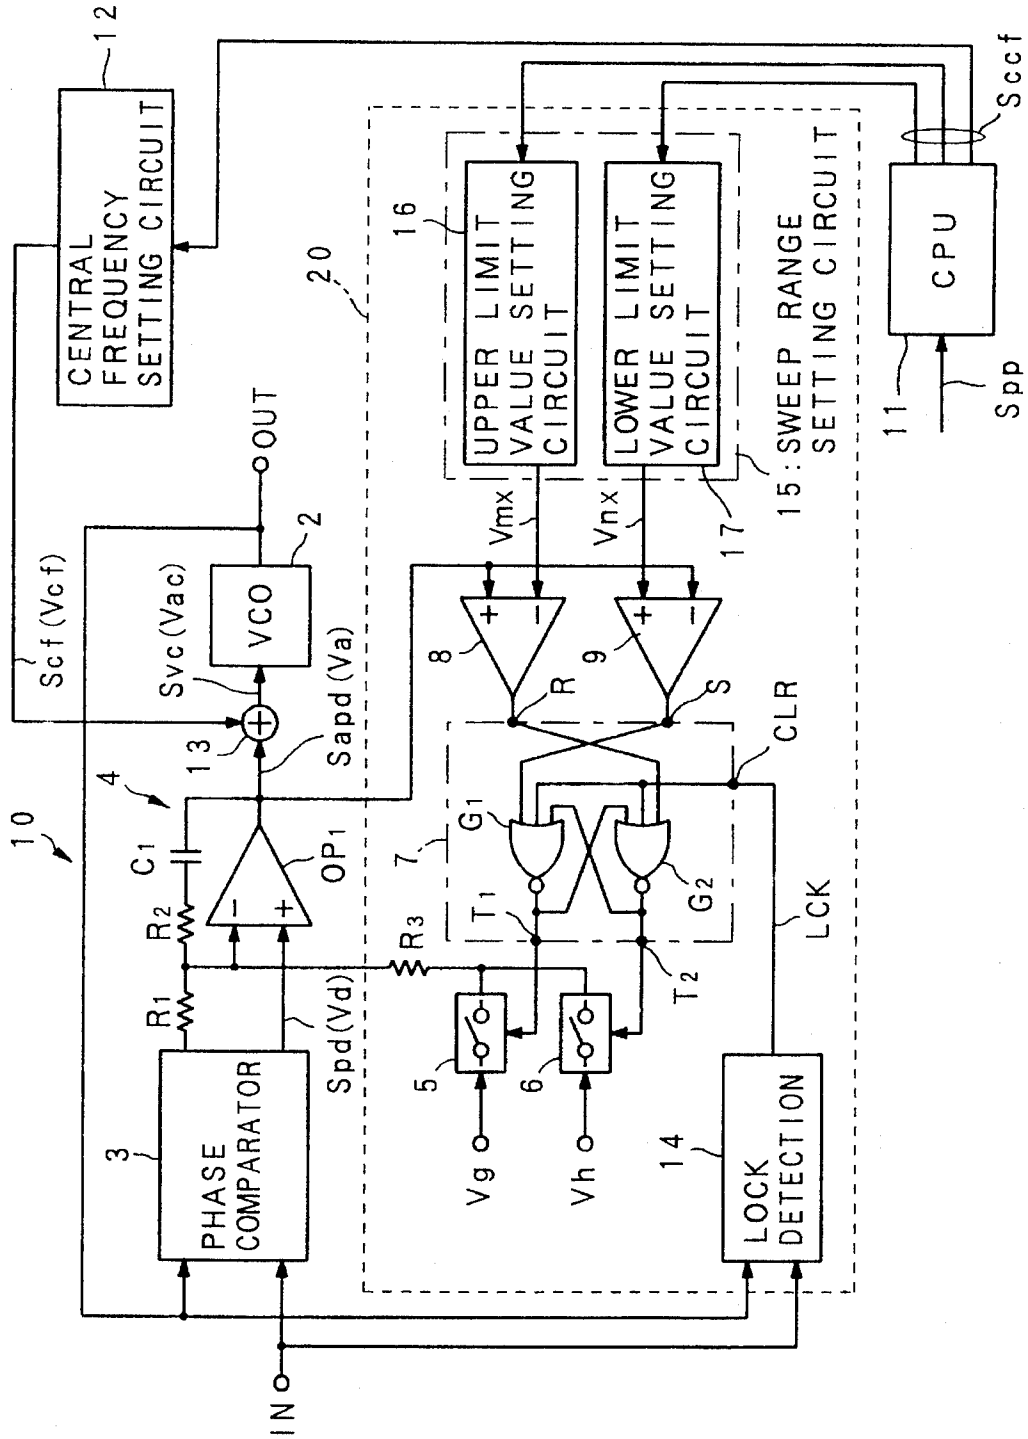 10
IN
3
PHASE
COMPARATOR
R1
R2
C1
4
Spd(Vd)
OP1
13
Sapd(Va)
Svc(Vac)
Scf(Vcf)
VCO
2
OUT
CENTRAL
FREQUENCY
SETTING CIRCUIT
12
20
R3
5
6
Vg
Vh
7
T1
T2
G1
G2
R
S
CLR
8
9
+
−
+
−
−
+
+
Vmx
Vnx
16
UPPER LIMIT
VALUE SETTING
CIRCUIT
LOWER LIMIT
VALUE SETTING
CIRCUIT
17
15:SWEEP RANGE
SETTING CIRCUIT
14
LOCK
DETECTION
LCK
11
CPU
Spp
Sccf